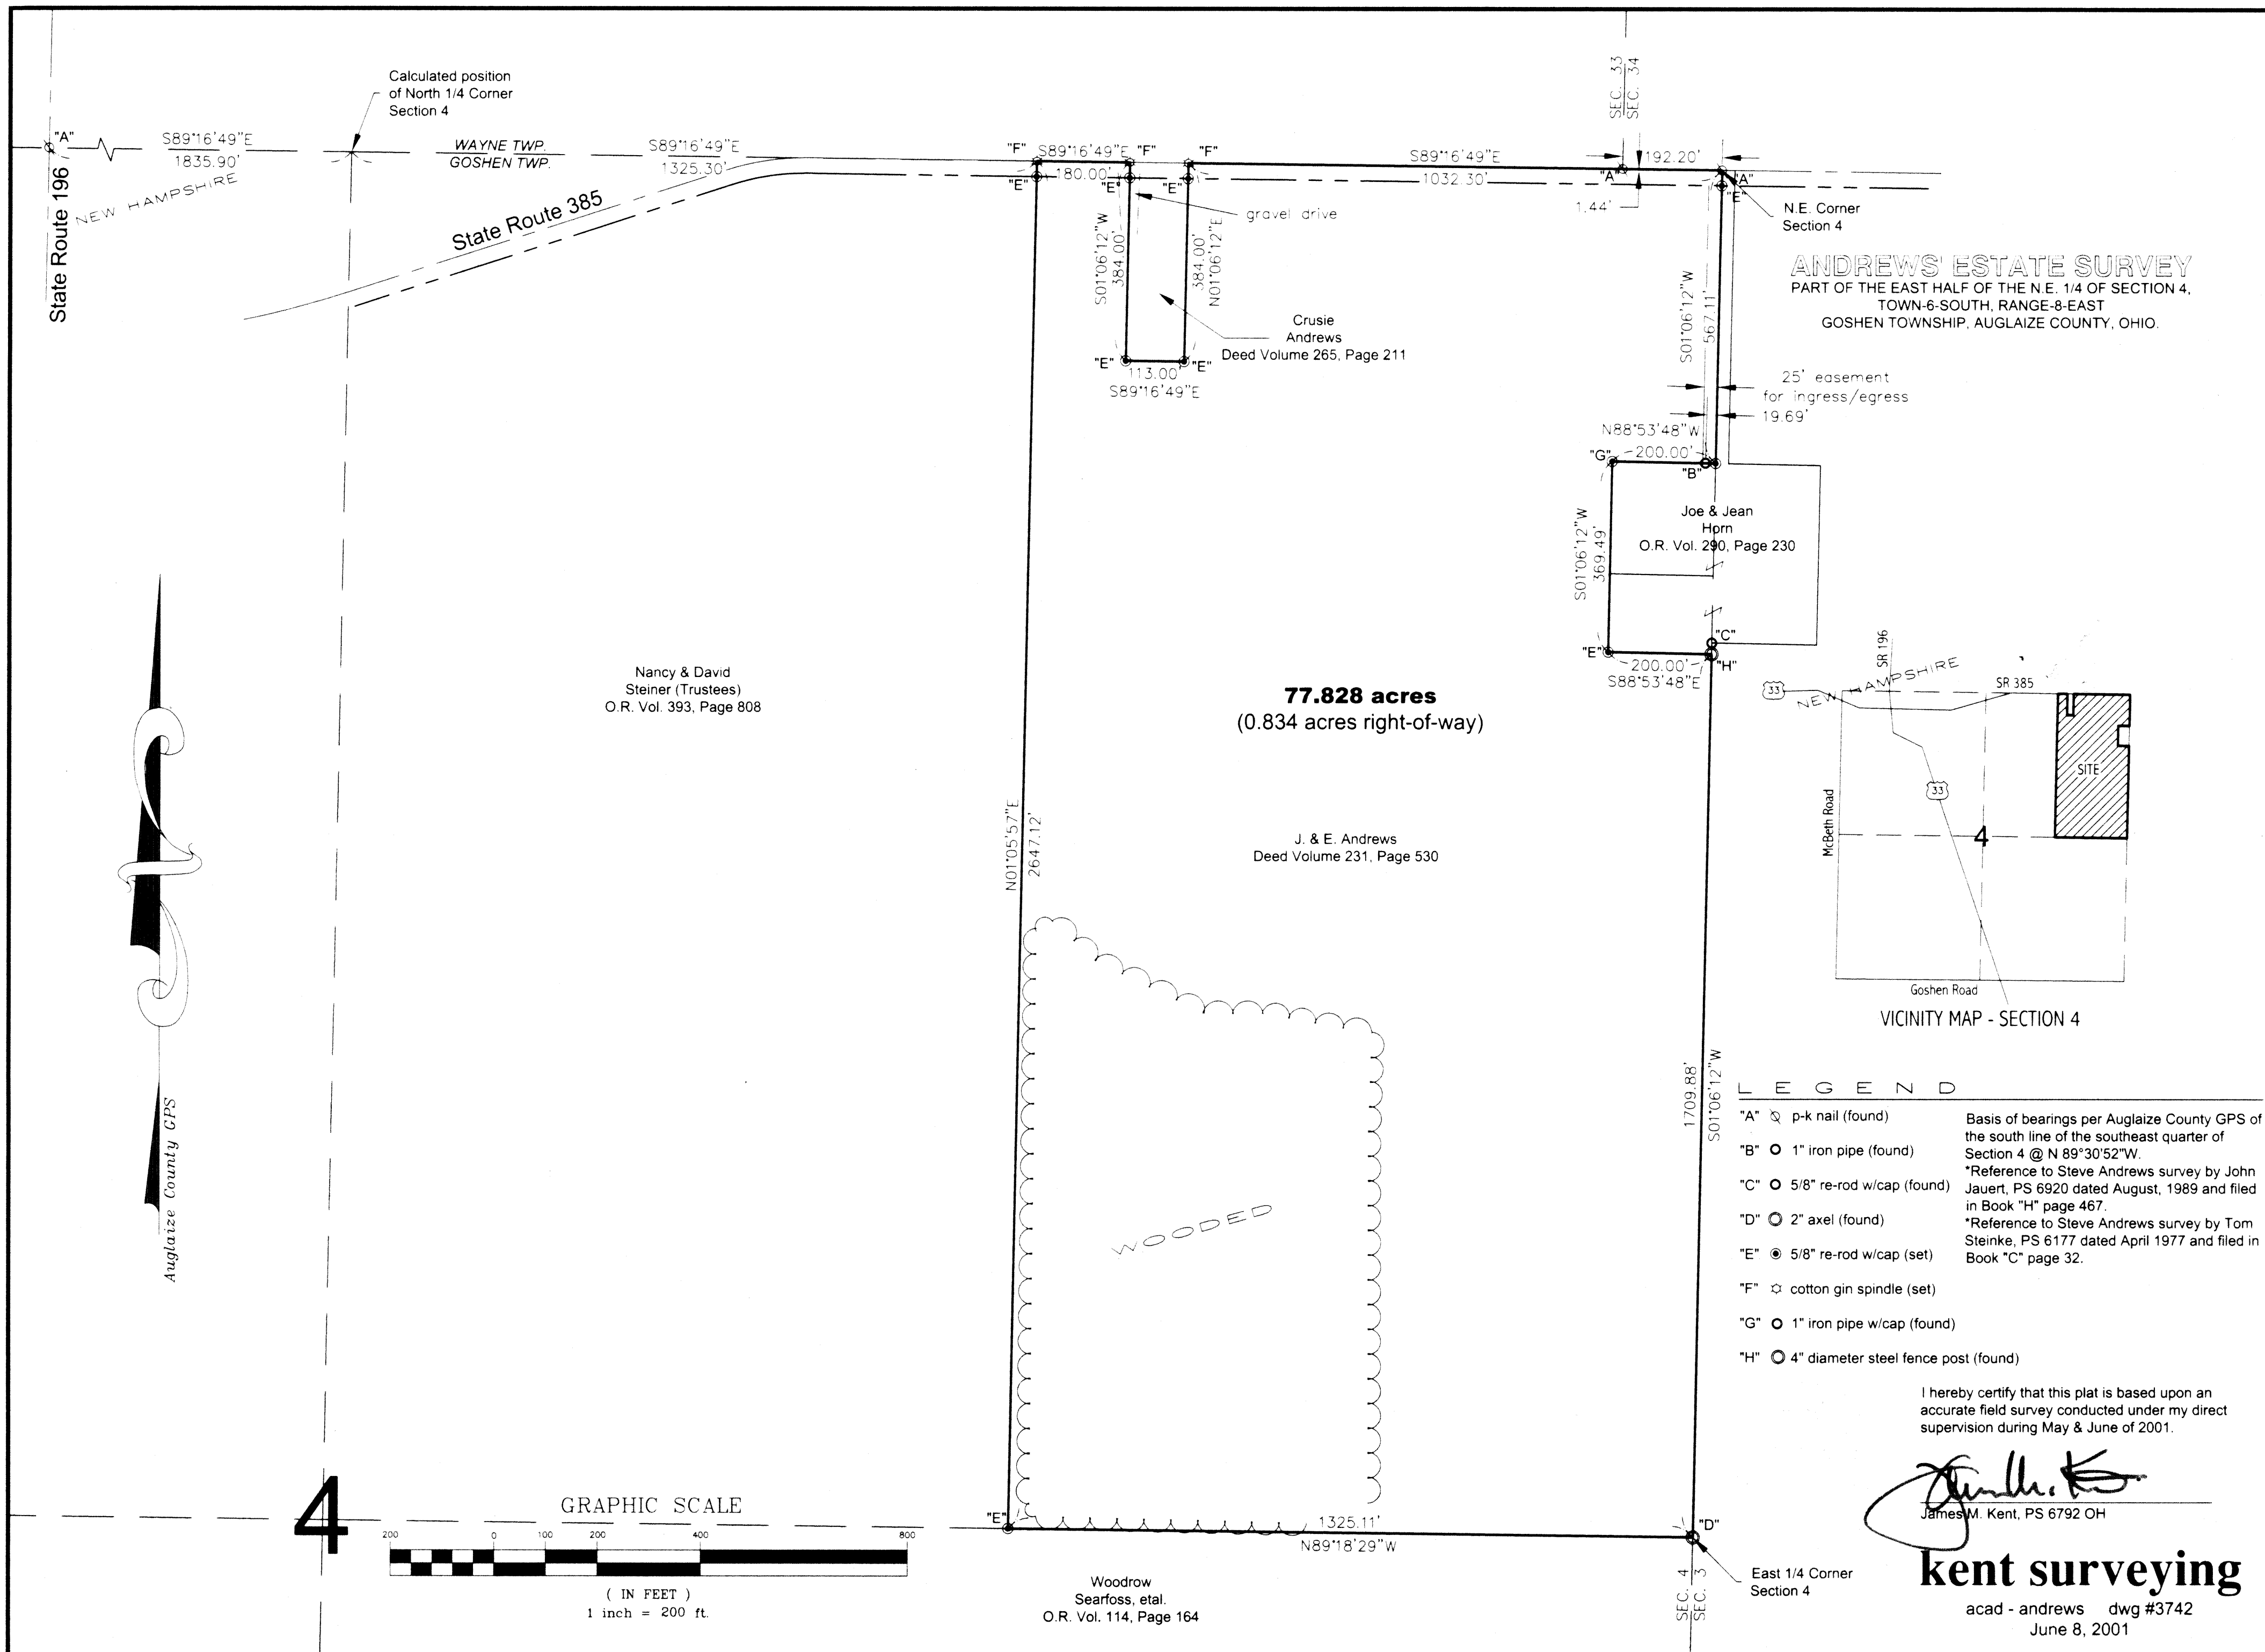 Calculated position
of North 1/4 Corner
Section 4
"A"
S89°16'49"E
1835.90'
WAYNE TWP.
GOSHEN TWP.
S89°16'49"E
1325.30'
"F"
S89°16'49"E
"F"
"F"
180.00'
"E"
"E"
"E"
S89°16'49"E
1032.30'
SEC. 33
SEC. 34
192.20'
"A"
"A"
"E"
1.44'
N.E. Corner
Section 4
State Route 196
NEW HAMPSHIRE
State Route 385
gravel drive
S01°06'12"W
384.00'
384.00'
N01°06'12"E
Crusie
Andrews
Deed Volume 265, Page 211
"E"
"E"
113.00'
S89°16'49"E
ANDREWS' ESTATE SURVEY
PART OF THE EAST HALF OF THE N.E. 1/4 OF SECTION 4,
TOWN-6-SOUTH, RANGE-8-EAST
GOSHEN TOWNSHIP, AUGLAIZE COUNTY, OHIO.
S01°06'12"W
567.11'
25' easement
for ingress/egress
19.69'
N88°53'48"W
"G"
200.00'
"B"
Joe & Jean
Horn
O.R. Vol. 290, Page 230
S01°06'12"W
369.49'
"C"
"E"
200.00'
"H"
S88°53'48"E
Nancy & David
Steiner (Trustees)
O.R. Vol. 393, Page 808
77.828 acres
(0.834 acres right-of-way)
N01°05'57"E
2647.12'
J. & E. Andrews
Deed Volume 231, Page 530
33
NEW HAMPSHIRE
SR 196
SR 385
SITE
33
McBeth Road
4
Goshen Road
VICINITY MAP - SECTION 4
Auglaize County GPS
WOODED
1709.88'
S01°06'12"W
LEGEND
"A" p-k nail (found)
"B" 1" iron pipe (found)
"C" 5/8" re-rod w/cap (found)
"D" 2" axel (found)
"E" 5/8" re-rod w/cap (set)
"F" cotton gin spindle (set)
"G" 1" iron pipe w/cap (found)
"H" 4" diameter steel fence post (found)
Basis of bearings per Auglaize County GPS of
the south line of the southeast quarter of
Section 4 @ N 89°30'52"W.
*Reference to Steve Andrews survey by John
Jauert, PS 6920 dated August, 1989 and filed
in Book "H" page 467.
*Reference to Steve Andrews survey by Tom
Steinke, PS 6177 dated April 1977 and filed in
Book "C" page 32.
I hereby certify that this plat is based upon an
accurate field survey conducted under my direct
supervision during May & June of 2001.
James M. Kent, PS 6792 OH
kent surveying
acad - andrews dwg #3742
June 8, 2001
4
GRAPHIC SCALE
200 0 100 200 400 800
( IN FEET )
1 inch = 200 ft.
"E"
1325.11'
N89°18'29"W
"D"
East 1/4 Corner
Section 4
SEC. 4
SEC. 3
Woodrow
Searfoss, etal.
O.R. Vol. 114, Page 164